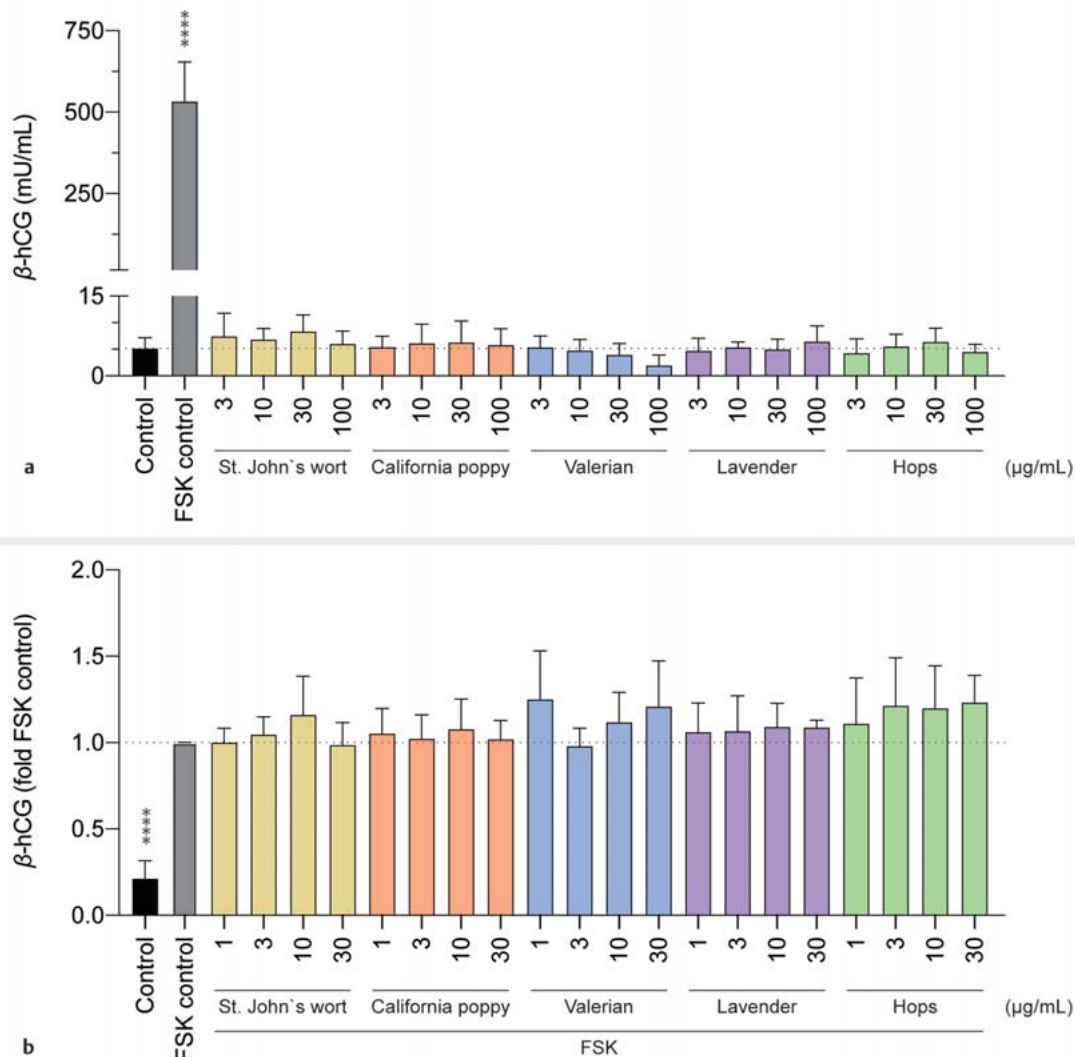 750
500
250
15
0
β-hCG (mU/mL)
****
Control
FSK control
3 10 30 100 3 10 30 100 3 10 30 100 3 10 30 100 3 10 30 100
St. John`s wort California poppy Valerian Lavender Hops (µg/mL)
a
2.0
1.5
1.0
0.5
0.0
β-hCG (fold FSK control)
****
Control
FSK control
1 3 10 30 1 3 10 30 1 3 10 30 1 3 10 30 1 3 10 30
St. John`s wort California poppy Valerian Lavender Hops (µg/mL)
FSK
b